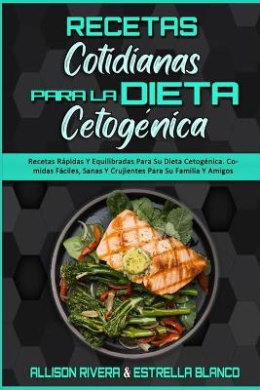 RECETAS
Cotidianas
PARA LA DIETA
Cetogénica
Recetas Rápidas Y Equilibradas Para Su Dieta Cetogénica. Co-
midas Fáciles, Sanas Y Crujientes Para Su Familia Y Amigos
ALLISON RIVERA & ESTRELLA BLANCO